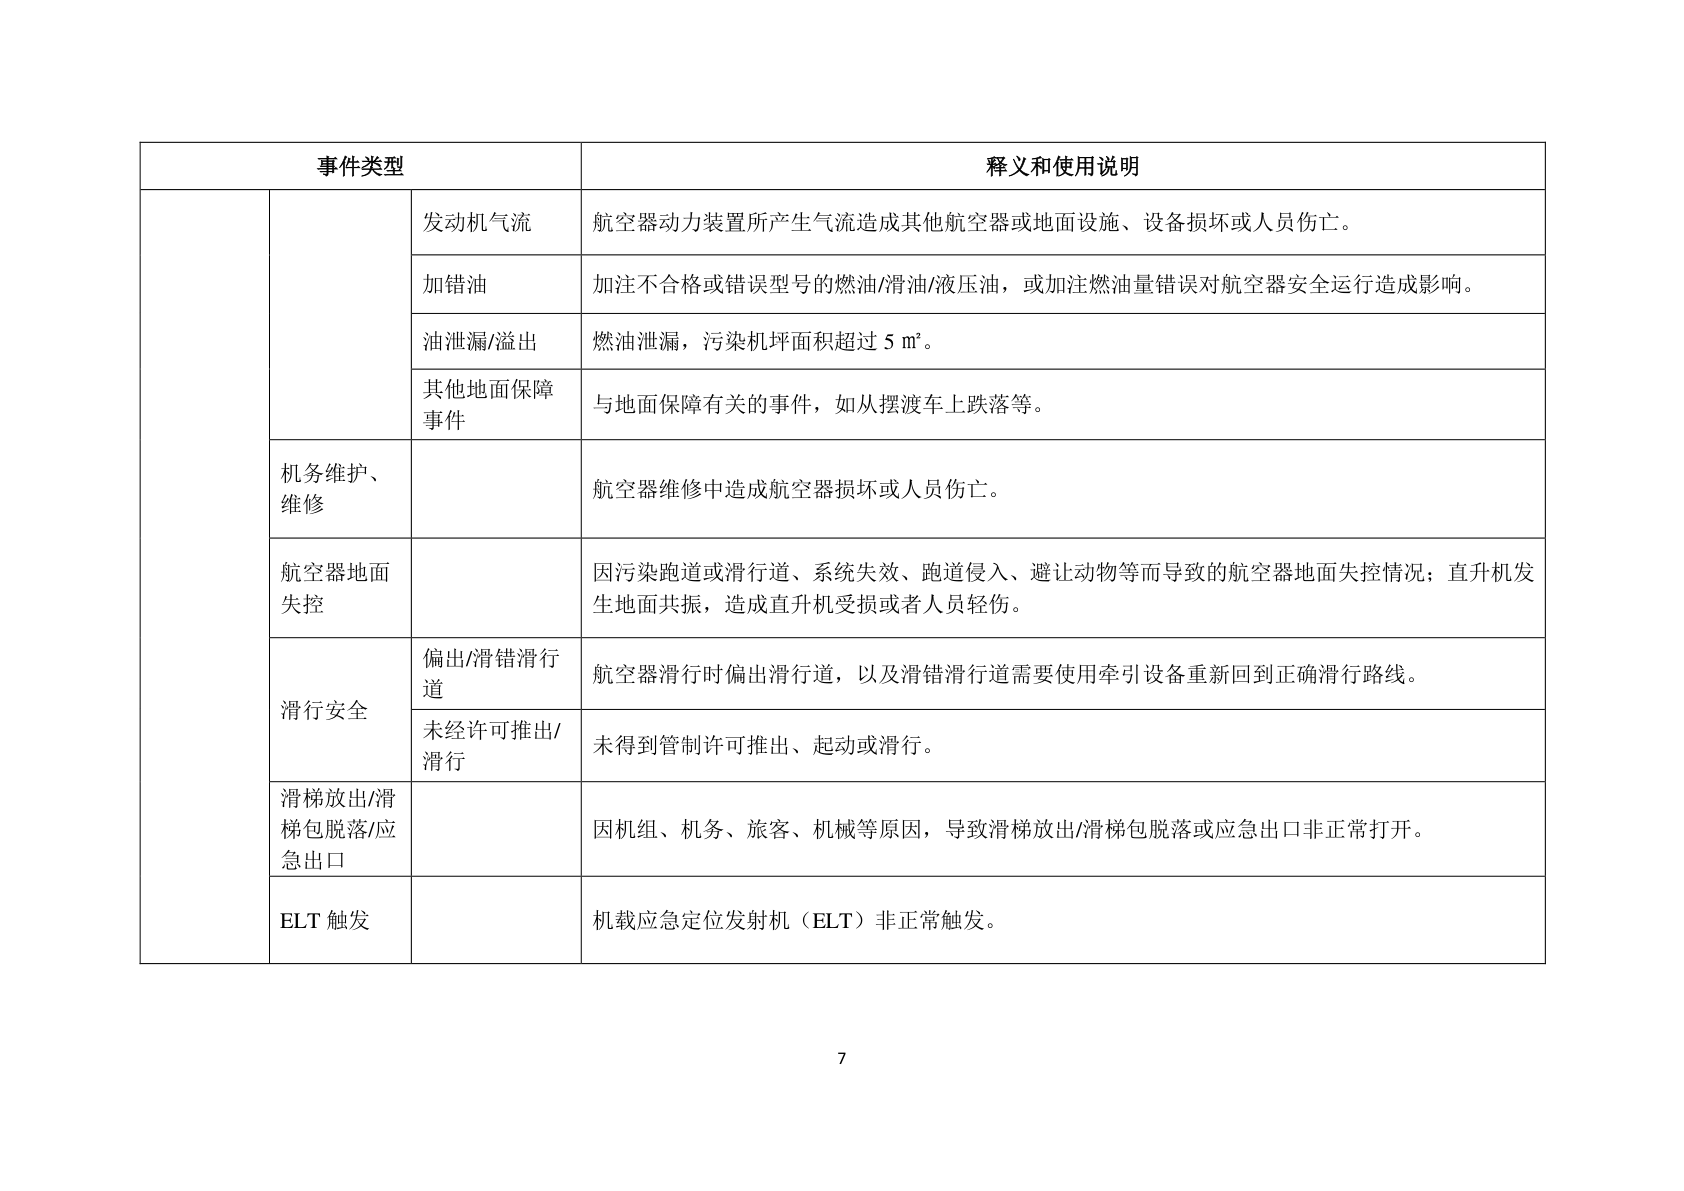 事件类型
释义和使用说明
发动机气流
航空器动力装置所产生气流造成其他航空器或地面设施、设备损坏或人员伤亡。
加错油
加注不合格或错误型号的燃油/滑油/液压油，或加注燃油量错误对航空器安全运行造成影响。
油泄漏/溢出
燃油泄漏，污染机坪面积超过 5 ㎡。
其他地面保障
事件
与地面保障有关的事件，如从摆渡车上跌落等。
机务维护、
维修
航空器维修中造成航空器损坏或人员伤亡。
航空器地面
失控
因污染跑道或滑行道、系统失效、跑道侵入、避让动物等而导致的航空器地面失控情况；直升机发
生地面共振，造成直升机受损或者人员轻伤。
滑行安全
偏出/滑错滑行
道
航空器滑行时偏出滑行道，以及滑错滑行道需要使用牵引设备重新回到正确滑行路线。
未经许可推出/
滑行
未得到管制许可推出、起动或滑行。
滑梯放出/滑
梯包脱落/应
急出口
因机组、机务、旅客、机械等原因，导致滑梯放出/滑梯包脱落或应急出口非正常打开。
ELT 触发
机载应急定位发射机（ELT）非正常触发。
7